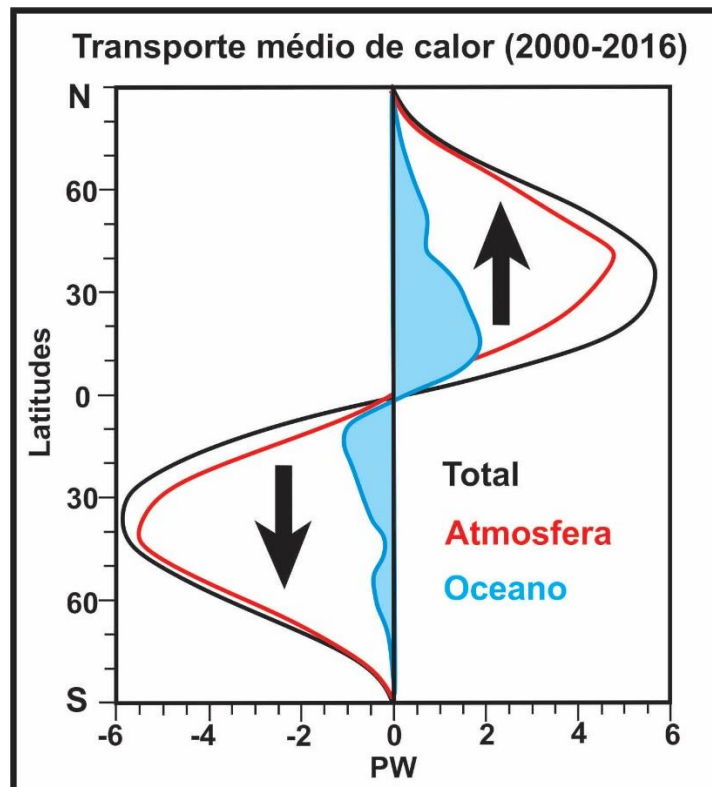 Transporte médio de calor (2000-2016)
N
60
30
0
30
60
S
Latitudes
Total
Atmosfera
Oceano
-6
-4
-2
0
2
4
6
PW